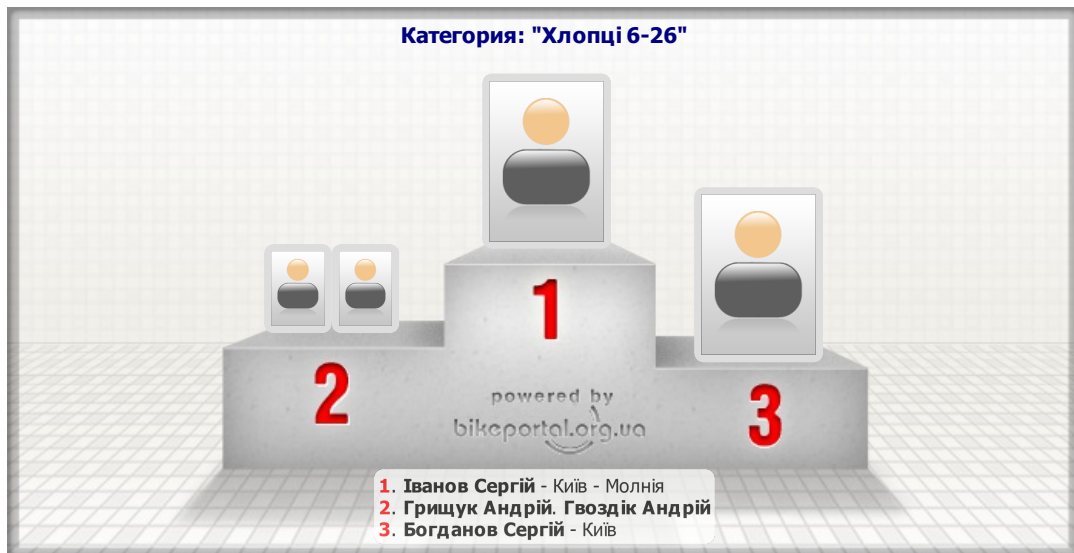 Категория: "Хлопці 6-26"
1
2
3
powered by
bikeportal.org.ua
1. Іванов Сергій - Київ - Молнія
2. Грищук Андрій. Гвоздік Андрій
3. Богданов Сергій - Київ